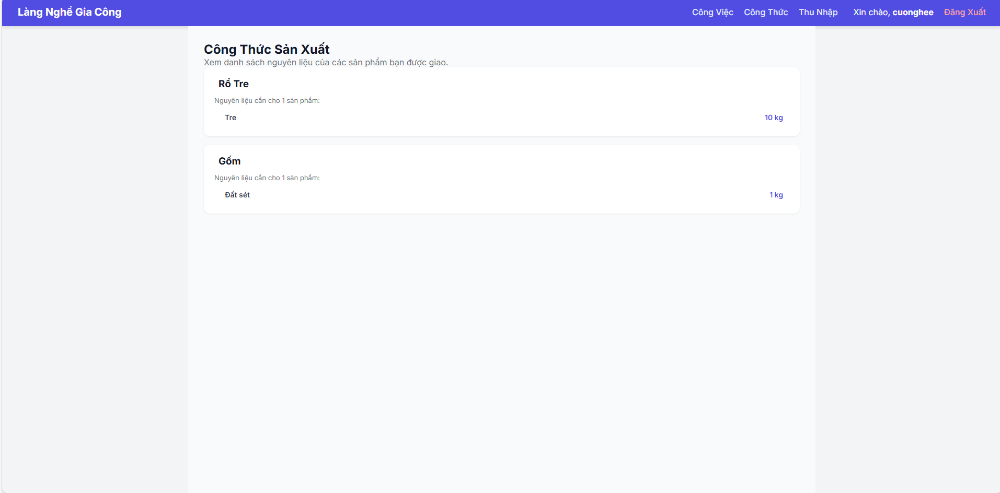 Làng Nghề Gia Công
Công Việc Công Thức Thu Nhập Xin chào, cuonghee Đăng Xuất
Công Thức Sản Xuất
Xem danh sách nguyên liệu của các sản phẩm bạn được giao.
Rổ Tre
Nguyên liệu cần cho 1 sản phẩm:
Tre 10 kg
Gốm
Nguyên liệu cần cho 1 sản phẩm:
Đất sét 1 kg